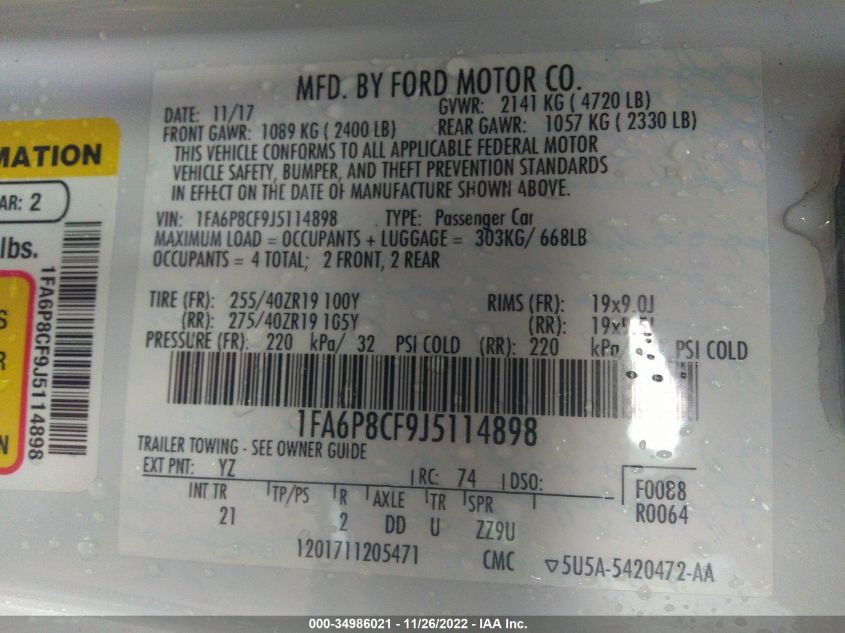 MFD. BY FORD MOTOR CO.
DATE: 11/17
GVWR: 2141 KG ( 4720 LB)
FRONT GAWR: 1089 KG ( 2400 LB)
REAR GAWR: 1057 KG ( 2330 LB)
THIS VEHICLE CONFORMS TO ALL APPLICABLE FEDERAL MOTOR
VEHICLE SAFETY, BUMPER, AND THEFT PREVENTION STANDARDS
IN EFFECT ON THE DATE OF MANUFACTURE SHOWN ABOVE.
VIN: 1FA6P8CF9J5114898 TYPE: Passenger Car
MAXIMUM LOAD = OCCUPANTS + LUGGAGE = 303KG/ 668LB
OCCUPANTS = 4 TOTAL; 2 FRONT, 2 REAR
TIRE (FR): 255/40ZR19 100Y RIMS (FR): 19x9.0J
(RR): 275/40ZR19 105Y (RR):
PRESSURE (FR): 220 kPa/ 32 PSI COLD (RR): 220 PSI COLD
1FA6P8CF9J5114898
TRAILER TOWING - SEE OWNER GUIDE
EXT PNT: YZ RC: 74 DSO:
INT TR TP/PS R AXLE TR SPR
21 2 DD U ZZ9U
F0088
R0064
1201711205471 CMC ▽5U5A-5420472-AA
MATION
AR: 2
lbs.
S
R
N
1FA6P8CF9J5114898
000-34986021 - 11/26/2022 - IAA Inc.